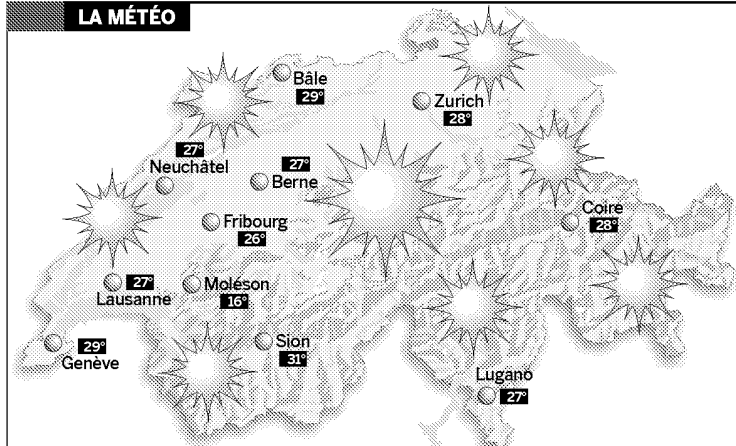 LA MÉTÉO
Bâle
29°
Zurich
28°
27°
Neuchâtel
27°
Berne
Fribourg
26°
Coire
28°
27°
Lausanne
Moléson
16°
29°
Genève
Sion
31°
Lugano
27°